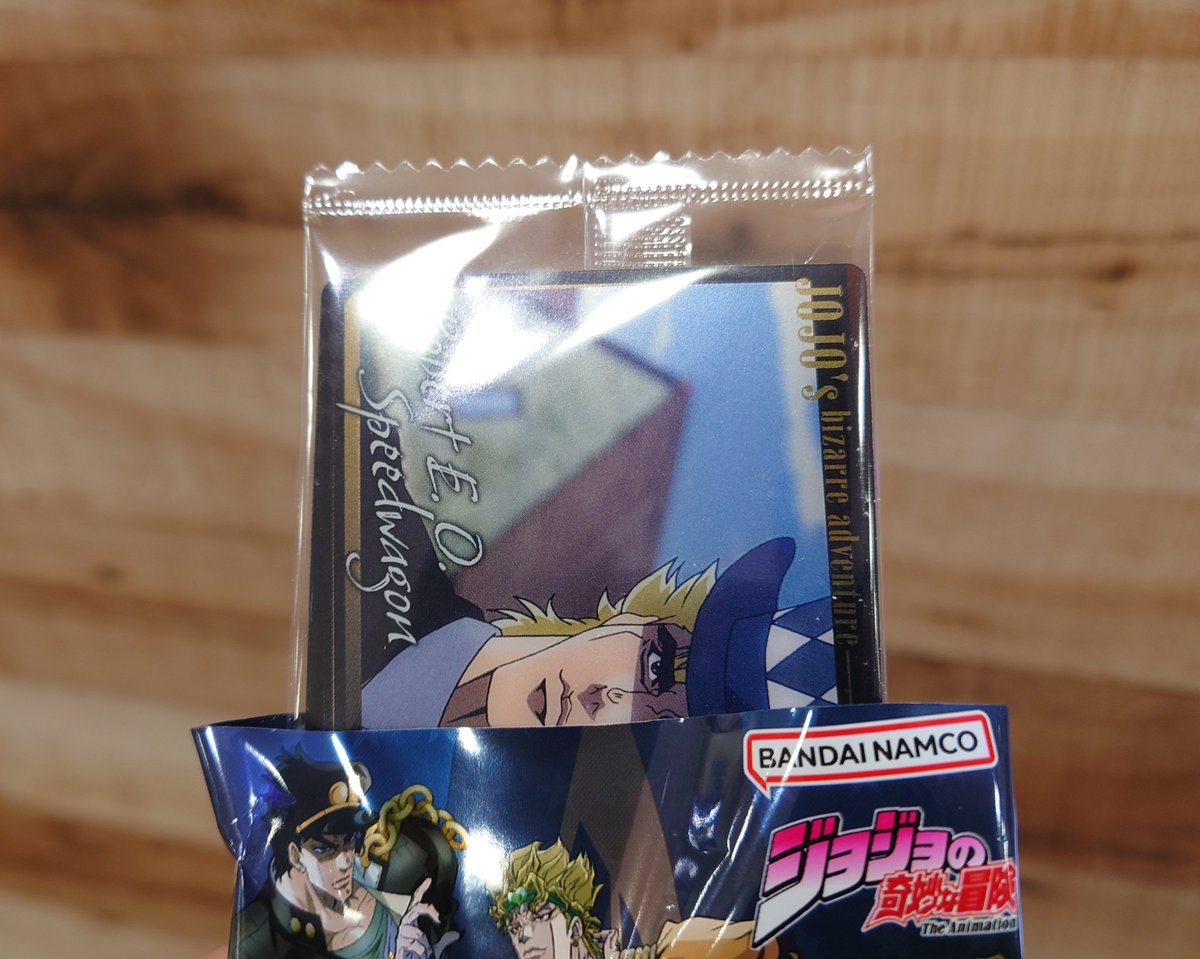 JOJO's bizarre adventure
E. O.
Speedwagon
BANDAI NAMCO
ジョジョの
奇妙な冒険
The Animation